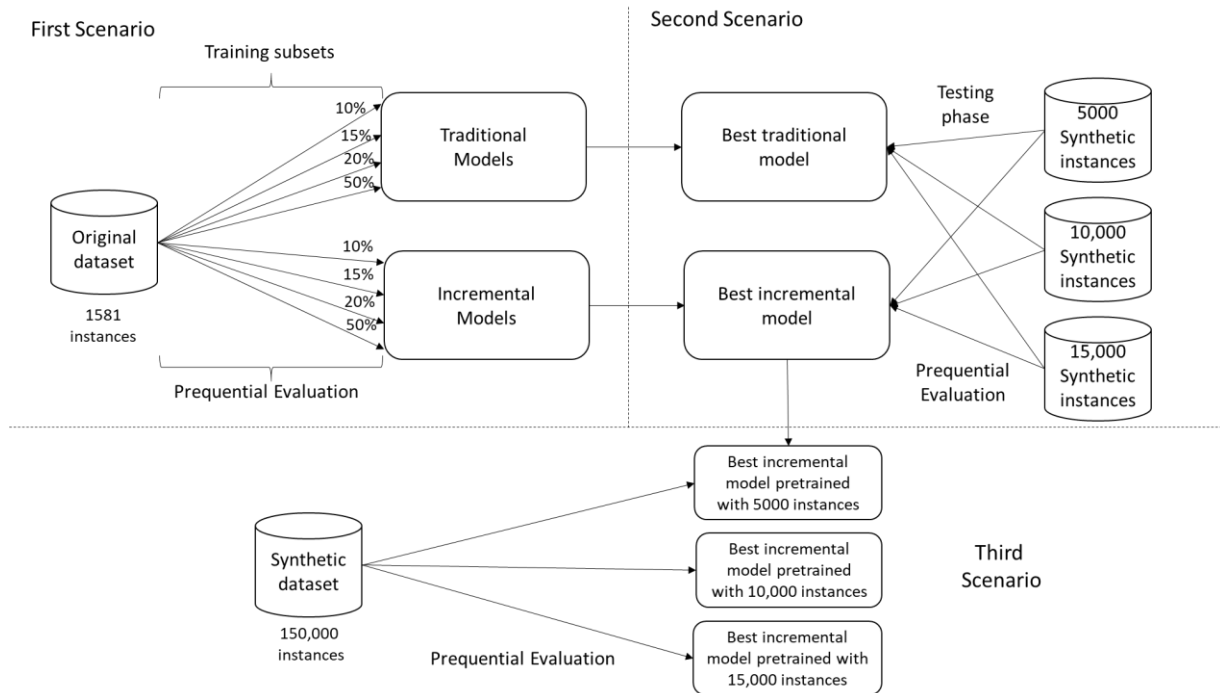 First Scenario
Second Scenario
Training subsets
10%
15%
20%
50%
Traditional
Models
Best traditional
model
Testing
phase
5000
Synthetic
instances
Original
dataset
1581
instances
10%
15%
20%
50%
Incremental
Models
Best incremental
model
10,000
Synthetic
instances
15,000
Synthetic
instances
Prequential Evaluation
Prequential
Evaluation
Best incremental
model pretrained
with 5000 instances
Synthetic
dataset
150,000
instances
Best incremental
model pretrained
with 10,000 instances
Third
Scenario
Prequential Evaluation
Best incremental
model pretrained with
15,000 instances